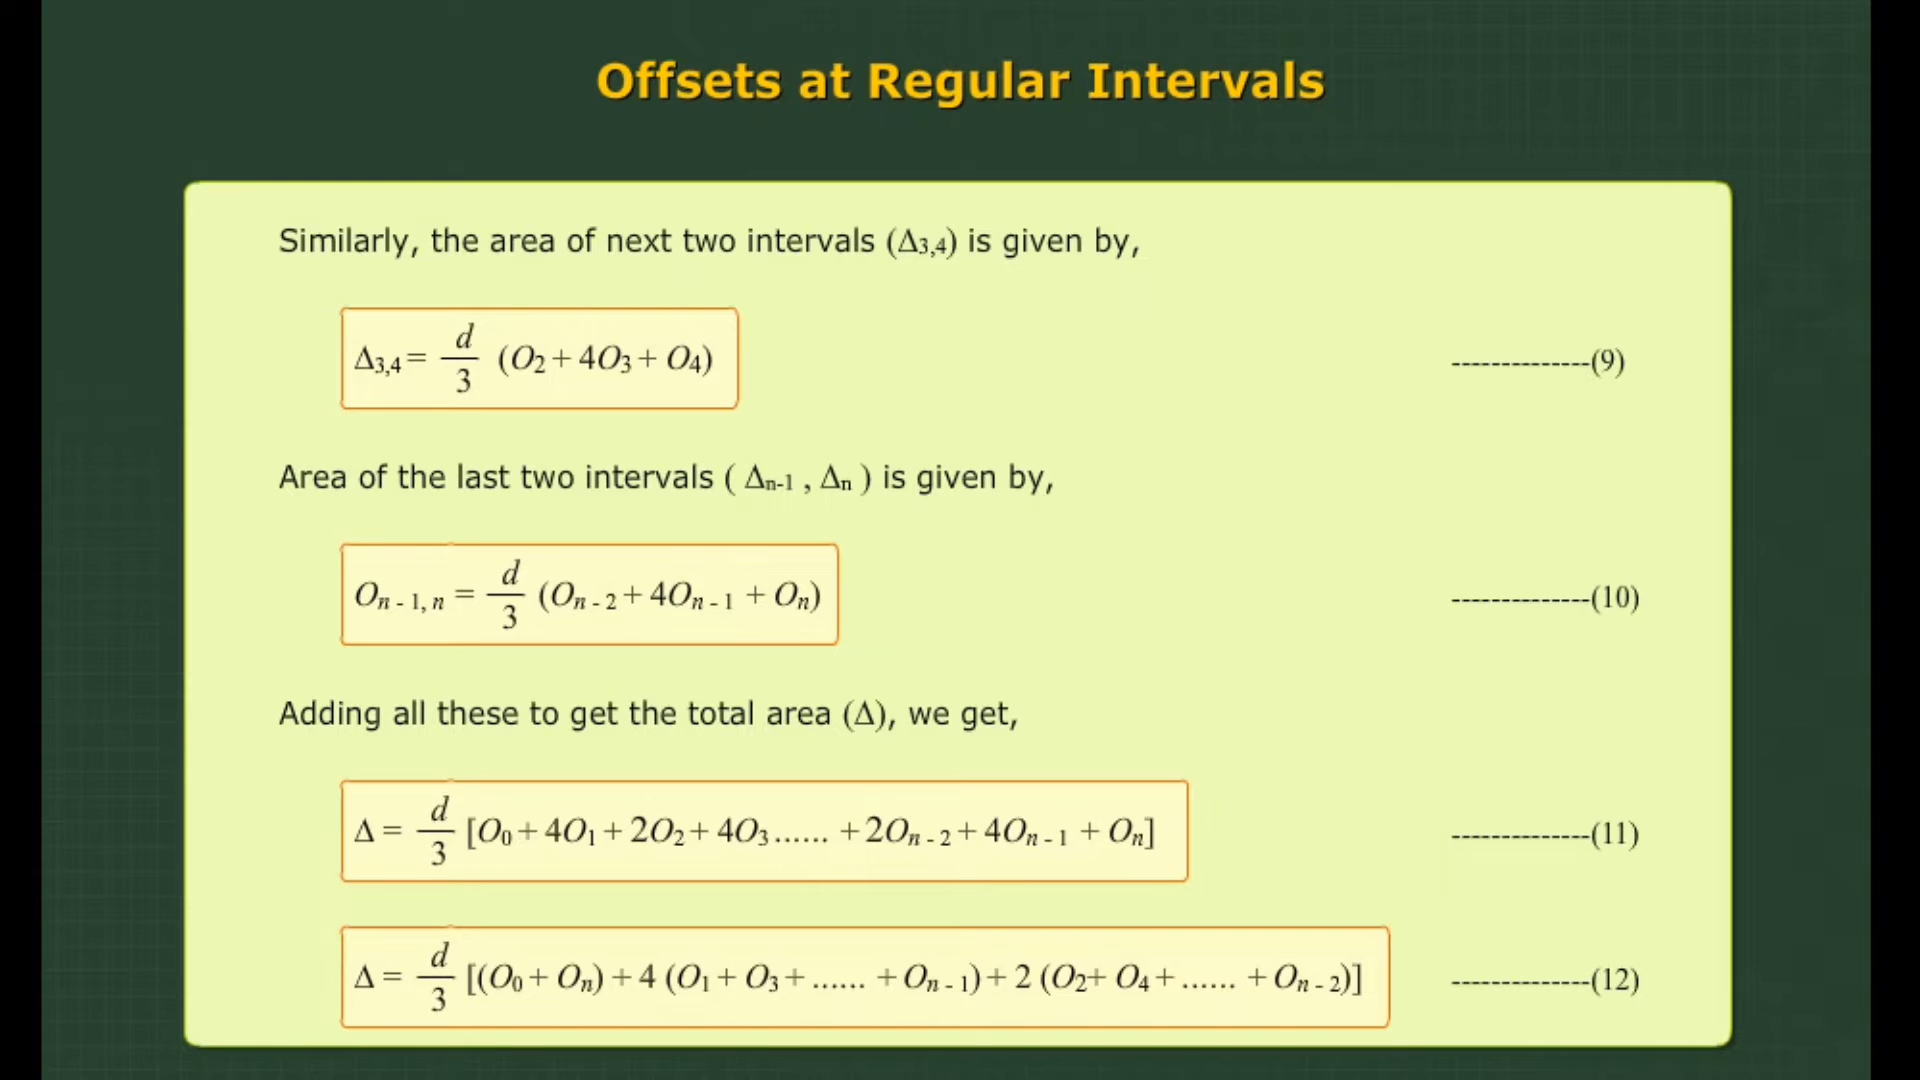 Offsets at Regular Intervals
Similarly, the area of next two intervals (Δ₃,₄) is given by,
Δ₃,₄ = d/3 (O₂ + 4O₃ + O₄) --------------(9)
Area of the last two intervals ( Δn-1 , Δn ) is given by,
On - 1, n = d/3 (On - 2 + 4On - 1 + On) --------------(10)
Adding all these to get the total area (Δ), we get,
Δ = d/3 [O₀ + 4O₁ + 2O₂ + 4O₃ ...... + 2On - 2 + 4On - 1 + On] --------------(11)
Δ = d/3 [(O₀ + On) + 4 (O₁ + O₃ + ...... + On - 1) + 2 (O₂+ O₄ + ...... + On - 2)] --------------(12)